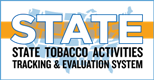 STATE
STATE TOBACCO ACTIVITIES
TRACKING & EVALUATION SYSTEM